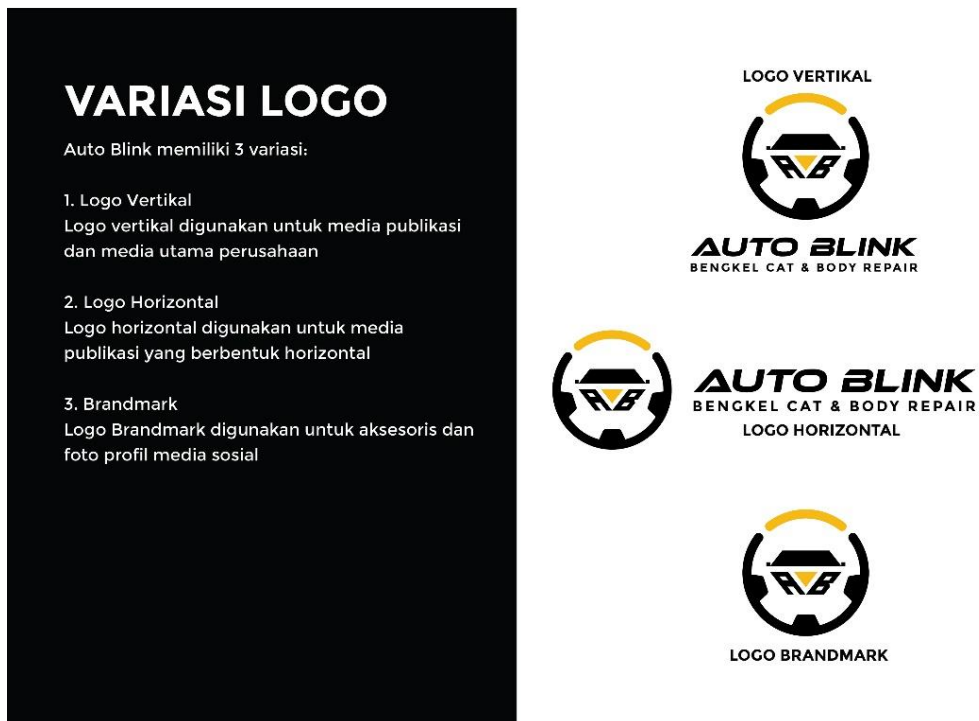 VARIASI LOGO
Auto Blink memiliki 3 variasi:
1. Logo Vertikal
Logo vertikal digunakan untuk media publikasi
dan media utama perusahaan
2. Logo Horizontal
Logo horizontal digunakan untuk media
publikasi yang berbentuk horizontal
3. Brandmark
Logo Brandmark digunakan untuk aksesoris dan
foto profil media sosial
LOGO VERTIKAL
AB
AUTO BLINK
BENGKEL CAT & BODY REPAIR
AB
AUTO BLINK
BENGKEL CAT & BODY REPAIR
LOGO HORIZONTAL
AB
LOGO BRANDMARK